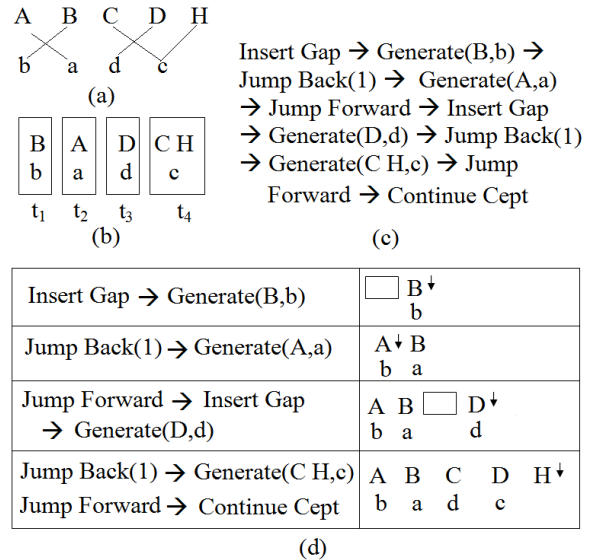 A B C D H
b a d c
(a)
B A D C H
b a d c
t1 t2 t3 t4
(b)
Insert Gap → Generate(B,b) →
Jump Back(1) → Generate(A,a)
→ Jump Forward → Insert Gap
→ Generate(D,d) → Jump Back(1)
→ Generate(C H,c) → Jump
Forward → Continue Cept
(c)
Insert Gap → Generate(B,b)
B↓
b
Jump Back(1) → Generate(A,a)
A↓ B
b a
Jump Forward → Insert Gap
→ Generate(D,d)
A B D↓
b a d
Jump Back(1) → Generate(C H,c)
Jump Forward → Continue Cept
A B C D H↓
b a d c
(d)